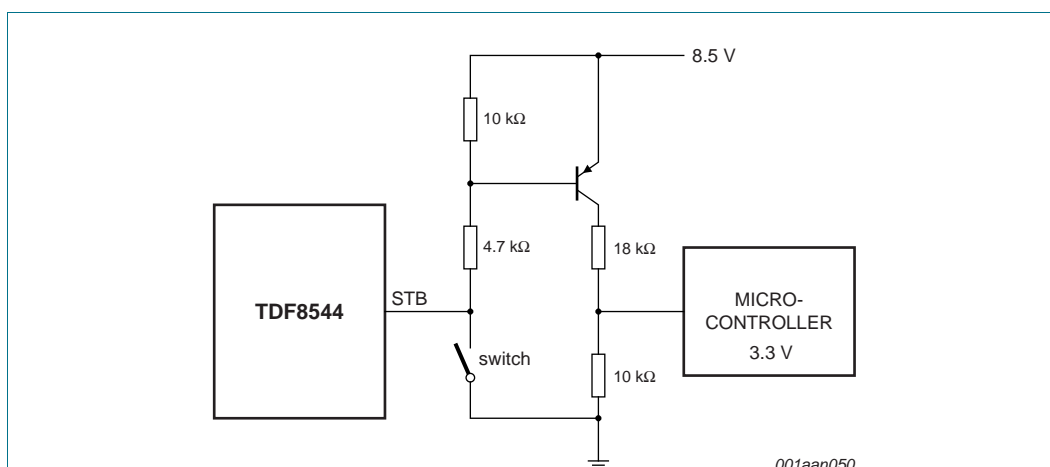 8.5 V
10 kΩ
4.7 kΩ
18 kΩ
TDF8544
STB
MICRO-
CONTROLLER
3.3 V
switch
10 kΩ
001aan050